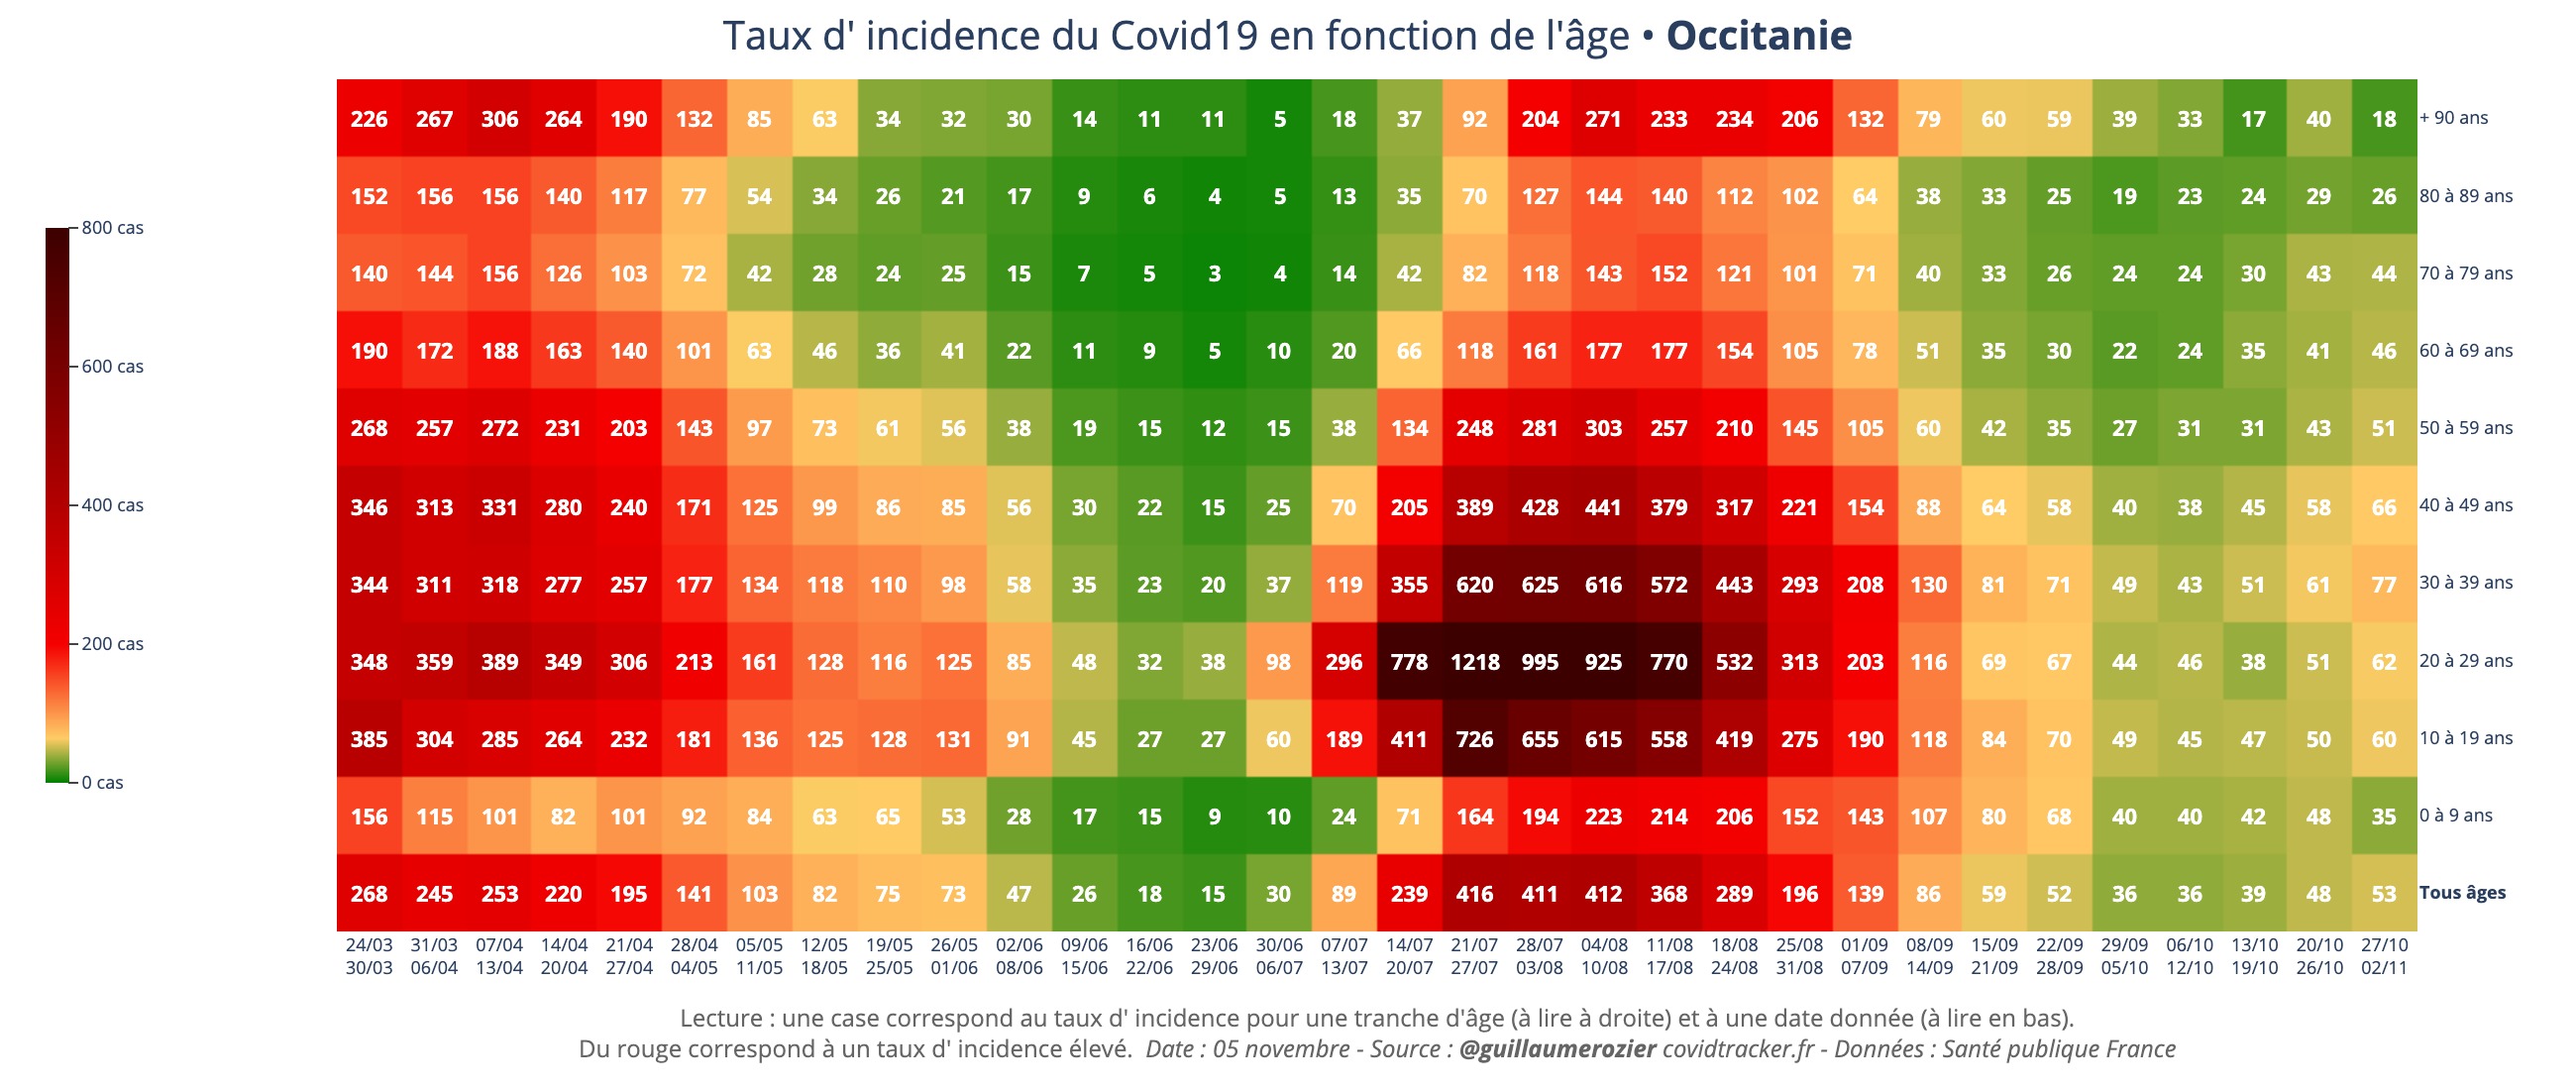 Taux d' incidence du Covid19 en fonction de l'âge • Occitanie
226 267 306 264 190 132 85 63 34 32 30 14 11 11 5 18 37 92 204 271 233 234 206 132 79 60 59 39 33 17 40 18 + 90 ans
152 156 156 140 117 77 54 34 26 21 17 9 6 4 5 13 35 70 127 144 140 112 102 64 38 33 25 19 23 24 29 26 80 à 89 ans
800 cas
140 144 156 126 103 72 42 28 24 25 15 7 5 3 4 14 42 82 118 143 152 121 101 71 40 33 26 24 24 30 43 44 70 à 79 ans
190 172 188 163 140 101 63 46 36 41 22 11 9 5 10 20 66 118 161 177 177 154 105 78 51 35 30 22 24 35 41 46 60 à 69 ans
600 cas
268 257 272 231 203 143 97 73 61 56 38 19 15 12 15 38 134 248 281 303 257 210 145 105 60 42 35 27 31 31 43 51 50 à 59 ans
400 cas
346 313 331 280 240 171 125 99 86 85 56 30 22 15 25 70 205 389 428 441 379 317 221 154 88 64 58 40 38 45 58 66 40 à 49 ans
344 311 318 277 257 177 134 118 110 98 58 35 23 20 37 119 355 620 625 616 572 443 293 208 130 81 71 49 43 51 61 77 30 à 39 ans
200 cas
348 359 389 349 306 213 161 128 116 125 85 48 32 38 98 296 778 1218 995 925 770 532 313 203 116 69 67 44 46 38 51 62 20 à 29 ans
385 304 285 264 232 181 136 125 128 131 91 45 27 27 60 189 411 726 655 615 558 419 275 190 118 84 70 49 45 47 50 60 10 à 19 ans
0 cas
156 115 101 82 101 92 84 63 65 53 28 17 15 9 10 24 71 164 194 223 214 206 152 143 107 80 68 40 40 42 48 35 0 à 9 ans
268 245 253 220 195 141 103 82 75 73 47 26 18 15 30 89 239 416 411 412 368 289 196 139 86 59 52 36 36 39 48 53 Tous âges
24/03 31/03 07/04 14/04 21/04 28/04 05/05 12/05 19/05 26/05 02/06 09/06 16/06 23/06 30/06 07/07 14/07 21/07 28/07 04/08 11/08 18/08 25/08 01/09 08/09 15/09 22/09 29/09 06/10 13/10 20/10 27/10
30/03 06/04 13/04 20/04 27/04 04/05 11/05 18/05 25/05 01/06 08/06 15/06 22/06 29/06 06/07 13/07 20/07 27/07 03/08 10/08 17/08 24/08 31/08 07/09 14/09 21/09 28/09 05/10 12/10 19/10 26/10 02/11
Lecture : une case correspond au taux d' incidence pour une tranche d'âge (à lire à droite) et à une date donnée (à lire en bas).
Du rouge correspond à un taux d' incidence élevé. Date : 05 novembre - Source : @guillaumerozier covidtracker.fr - Données : Santé publique France